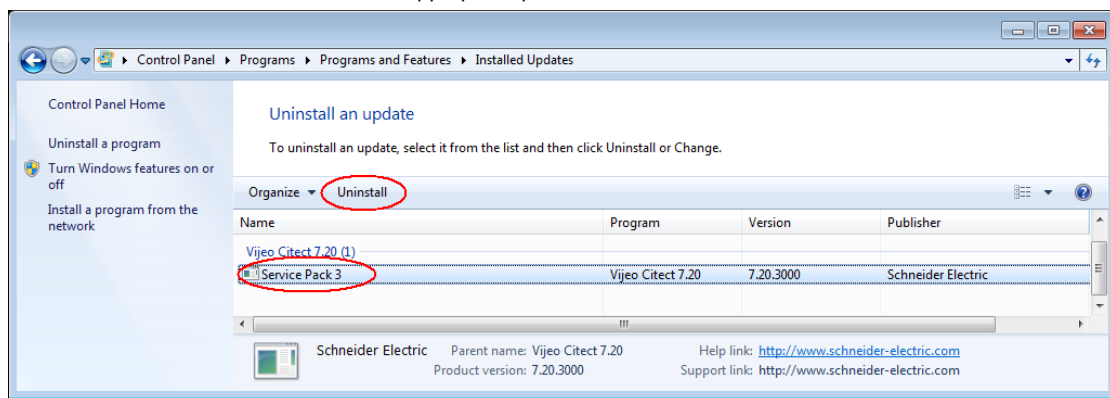 Control Panel ▸ Programs ▸ Programs and Features ▸ Installed Updates
Control Panel Home
Uninstall a program
Turn Windows features on or
off
Install a program from the
network
Uninstall an update
To uninstall an update, select it from the list and then click Uninstall or Change.
Organize Uninstall
Name Program Version Publisher
Vijeo Citect 7.20 (1)
Service Pack 3 Vijeo Citect 7.20 7.20.3000 Schneider Electric
Schneider Electric Parent name: Vijeo Citect 7.20 Help link: http://www.schneider-electric.com
Product version: 7.20.3000 Support link: http://www.schneider-electric.com